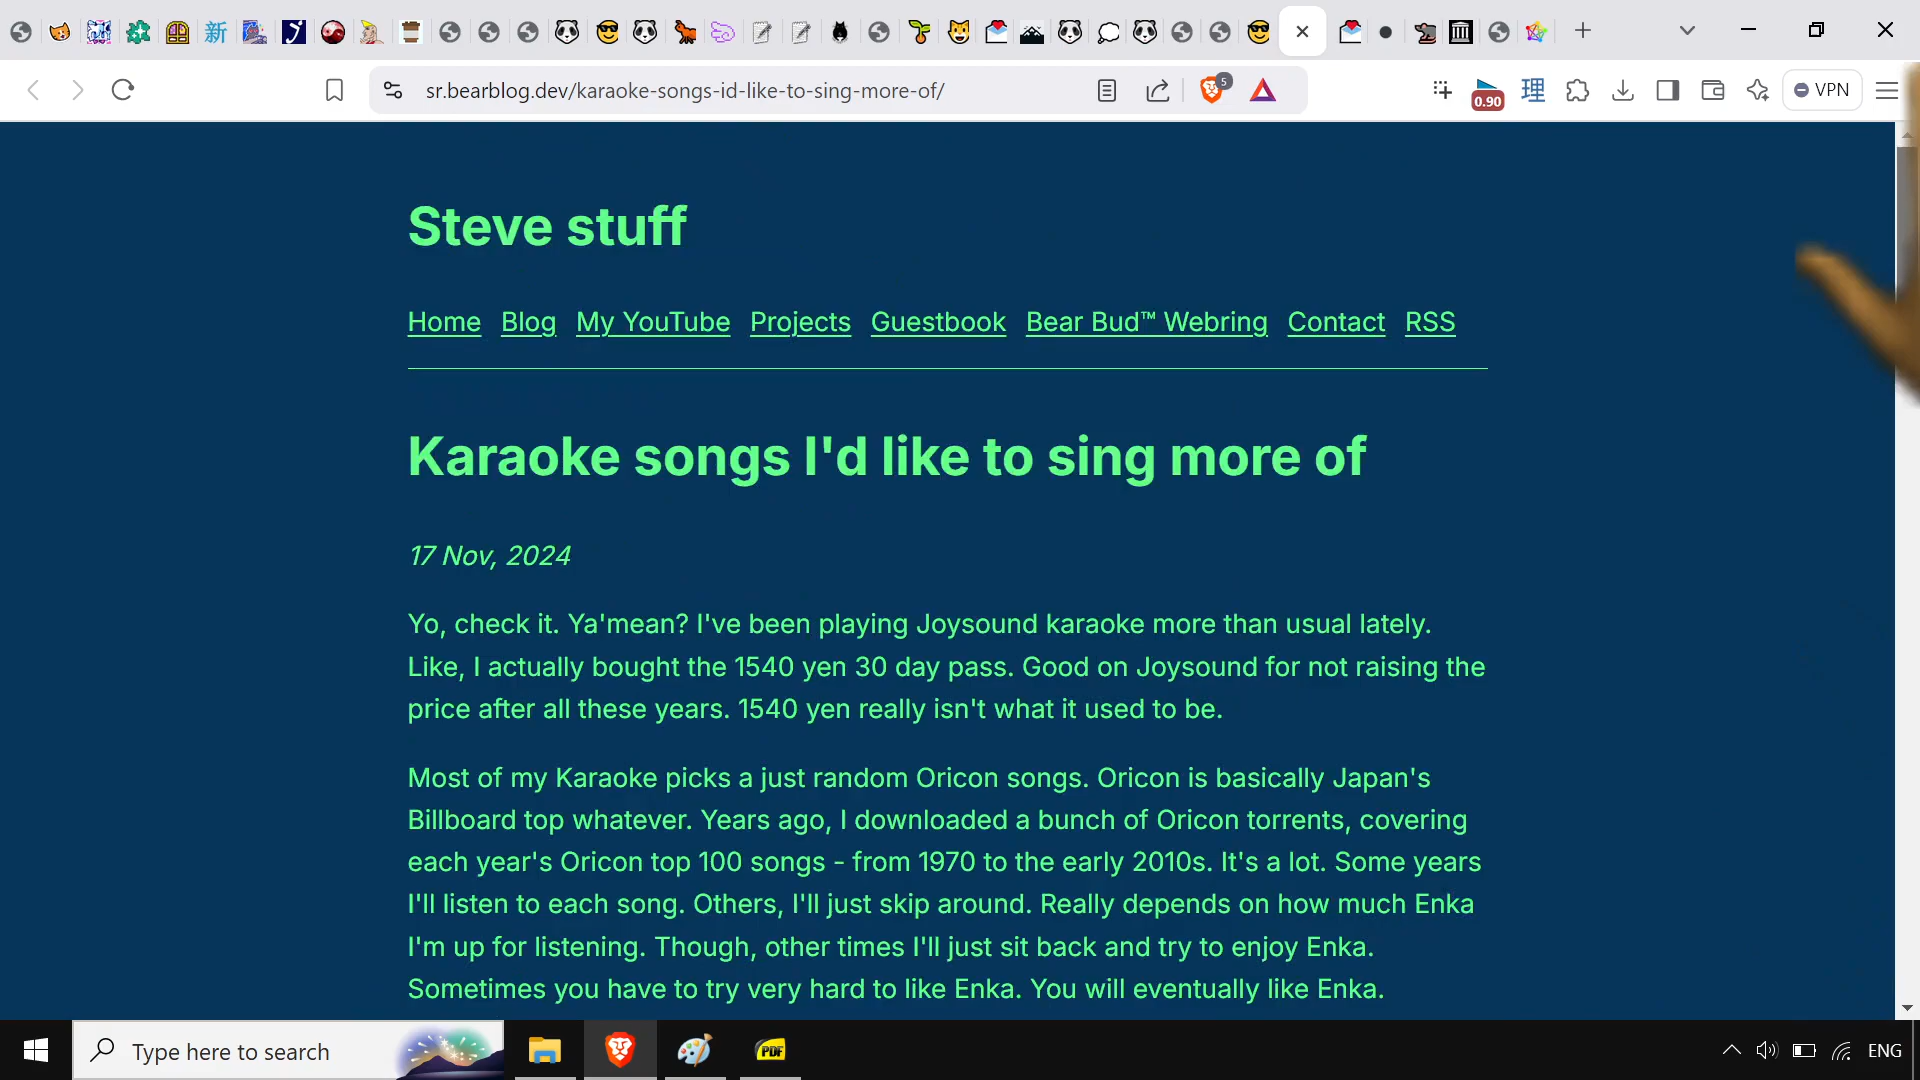 新
sr.bearblog.dev/karaoke-songs-id-like-to-sing-more-of/
5
0.90
理
VPN
Steve stuff
Home Blog My YouTube Projects Guestbook Bear Bud™ Webring Contact RSS
Karaoke songs I'd like to sing more of
17 Nov, 2024
Yo, check it. Ya'mean? I've been playing Joysound karaoke more than usual lately.
Like, I actually bought the 1540 yen 30 day pass. Good on Joysound for not raising the
price after all these years. 1540 yen really isn't what it used to be.
Most of my Karaoke picks a just random Oricon songs. Oricon is basically Japan's
Billboard top whatever. Years ago, I downloaded a bunch of Oricon torrents, covering
each year's Oricon top 100 songs - from 1970 to the early 2010s. It's a lot. Some years
I'll listen to each song. Others, I'll just skip around. Really depends on how much Enka
I'm up for listening. Though, other times I'll just sit back and try to enjoy Enka.
Sometimes you have to try very hard to like Enka. You will eventually like Enka.
Type here to search
PDF
ENG